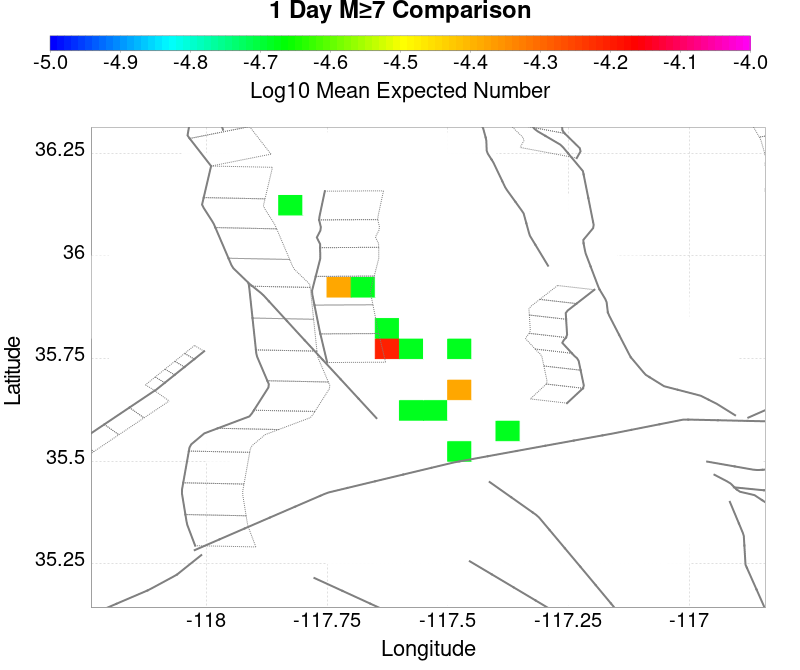 1 Day M≥7 Comparison
-5.0 -4.9 -4.8 -4.7 -4.6 -4.5 -4.4 -4.3 -4.2 -4.1 -4.0
Log10 Mean Expected Number
36.25
36
35.75
35.5
35.25
Latitude
-118 -117.75 -117.5 -117.25 -117
Longitude